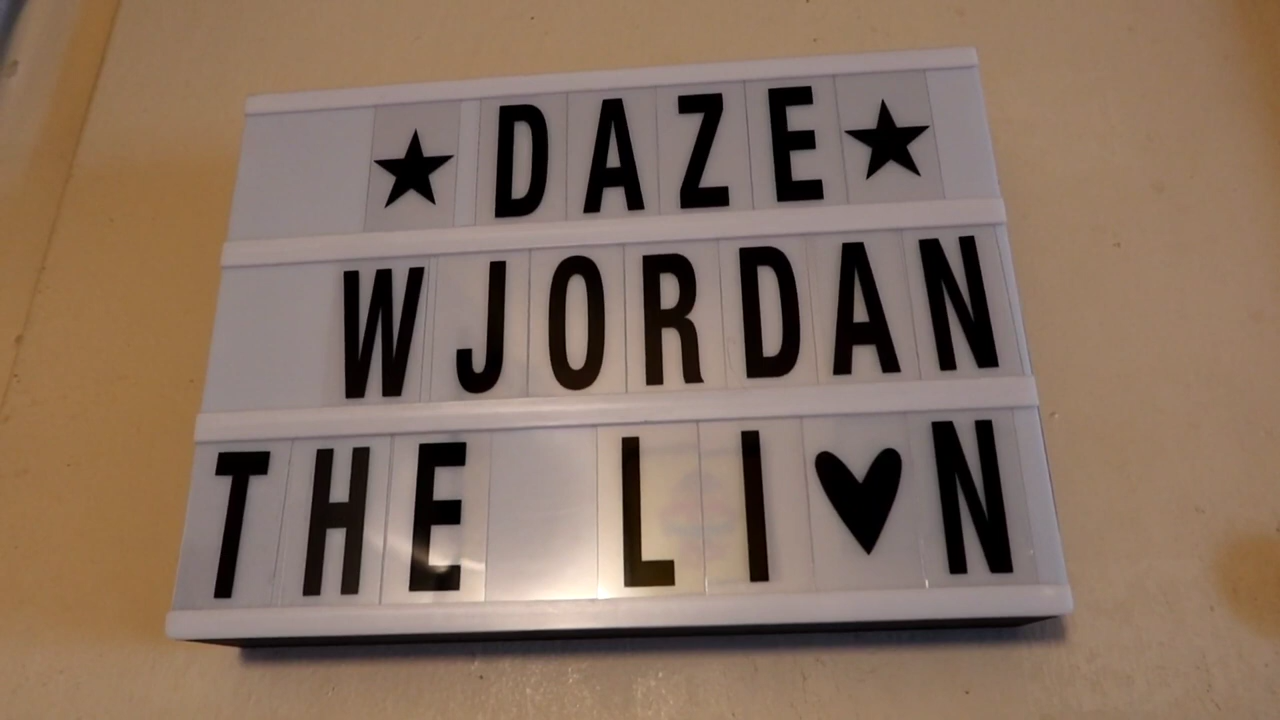 ★ DAZE ★
WJORDAN
THE LI♥N